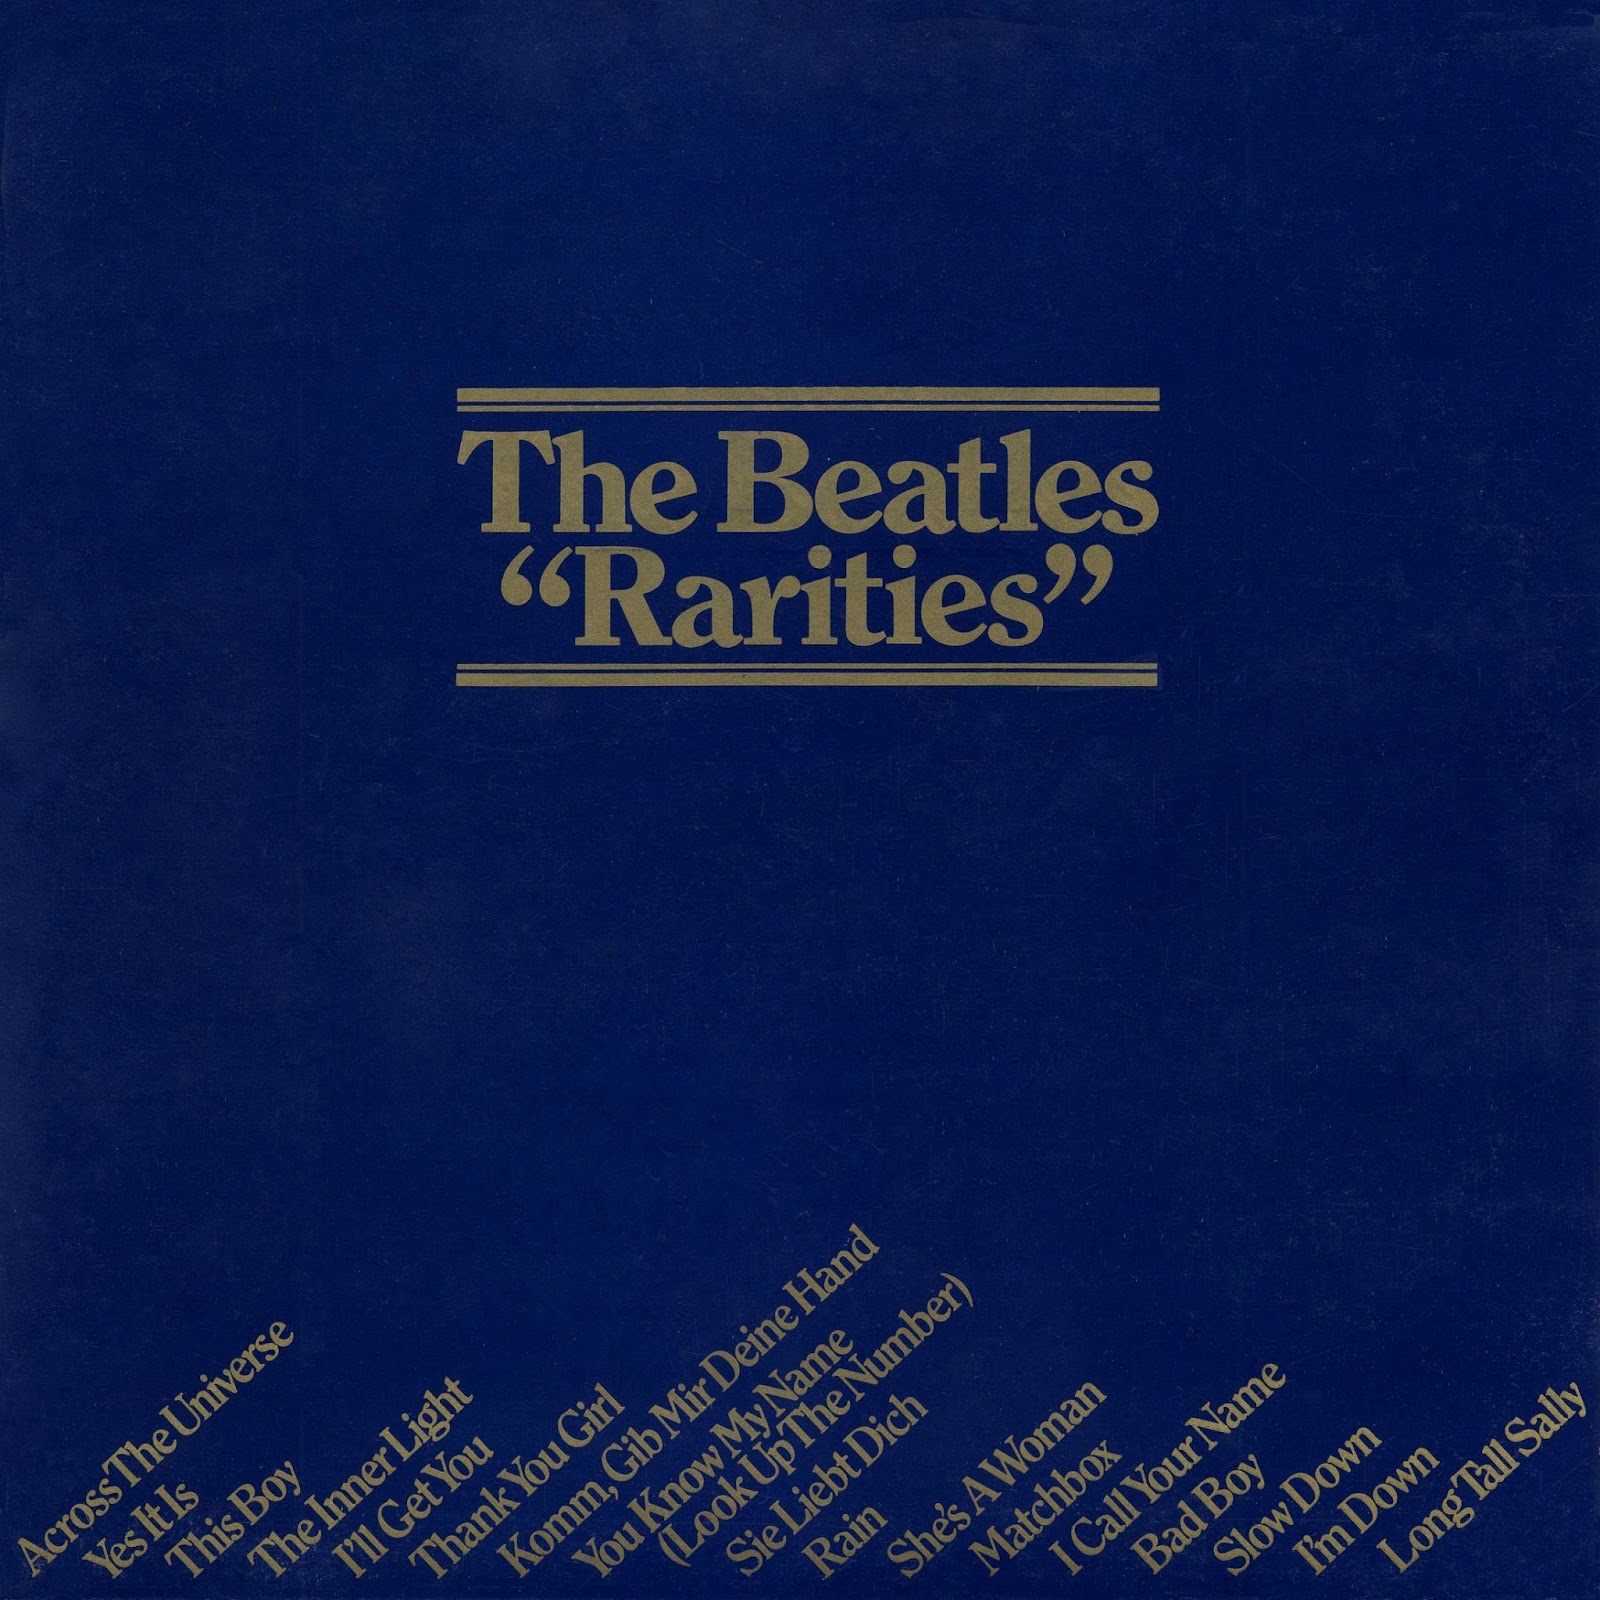 The Beatles
“Rarities”
Across The Universe
Yes It Is
This Boy
The Inner Light
I'll Get You
Thank You Girl
Komm, Gib Mir Deine Hand
You Know My Name
(Look Up The Number)
Sie Liebt Dich
Rain
She's A Woman
Matchbox
I Call Your Name
Bad Boy
Slow Down
I'm Down
Long Tall Sally